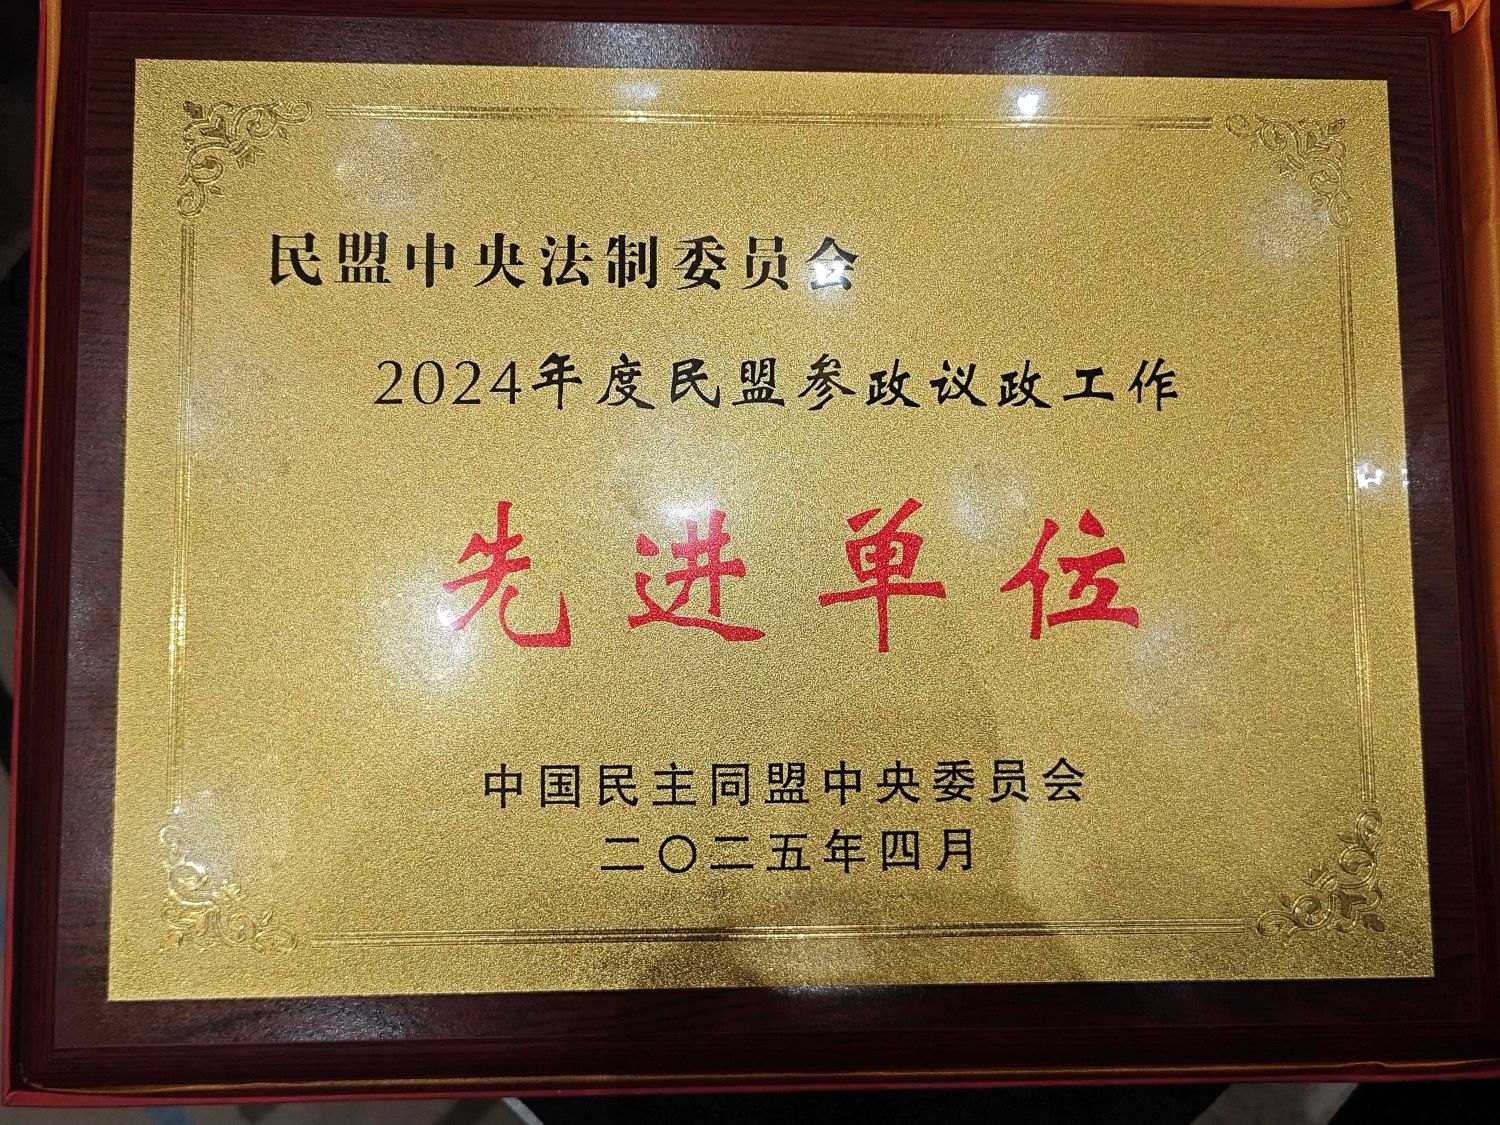 民盟中央法制委员会
2024年度民盟参政议政工作
先进单位
中国民主同盟中央委员会
二〇二五年四月